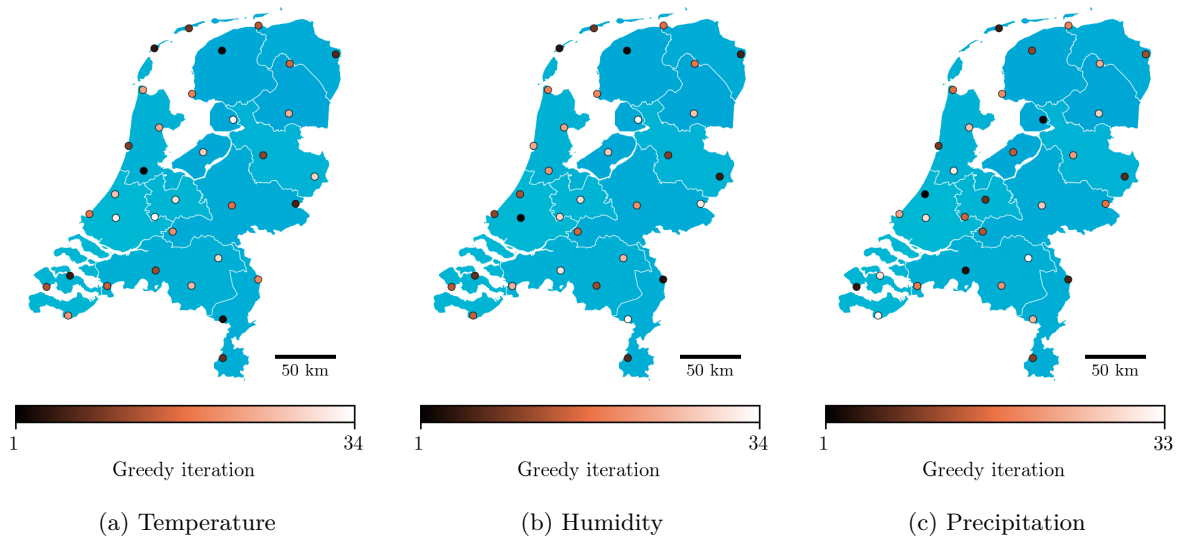 50 km
50 km
50 km
1 34
1 34
1 33
Greedy iteration
Greedy iteration
Greedy iteration
(a) Temperature
(b) Humidity
(c) Precipitation